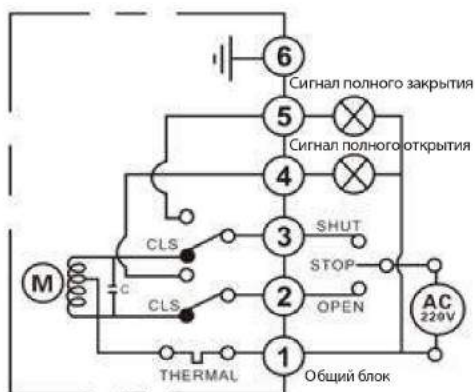 6
Сигнал полного закрытия
5
Сигнал полного открытия
4
3
SHUT
CLS
STOP
M
C
CLS
2
OPEN
AC
220V
1
Общий блок
THERMAL